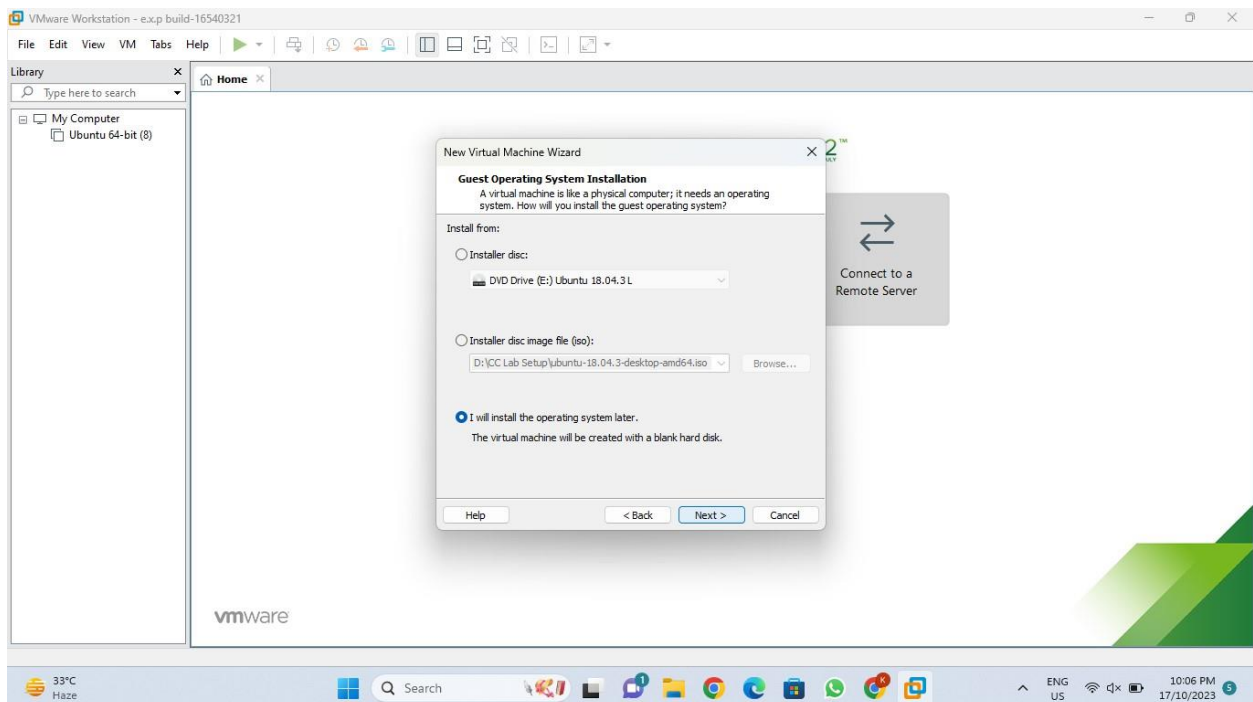 VMware Workstation - e.x.p build-16540321
File Edit View VM Tabs Help
Library
Type here to search
Home
My Computer
Ubuntu 64-bit (8)
2™
New Virtual Machine Wizard
Guest Operating System Installation
A virtual machine is like a physical computer; it needs an operating
system. How will you install the guest operating system?
Install from:
Installer disc:
DVD Drive (E:) Ubuntu 18.04.3 L
Connect to a
Remote Server
Installer disc image file (iso):
D:\CC Lab Setup\ubuntu-18.04.3-desktop-amd64.iso
Browse...
I will install the operating system later.
The virtual machine will be created with a blank hard disk.
Help
< Back
Next >
Cancel
vmware
33°C
Haze
Search
ENG
US
10:06 PM
17/10/2023
5